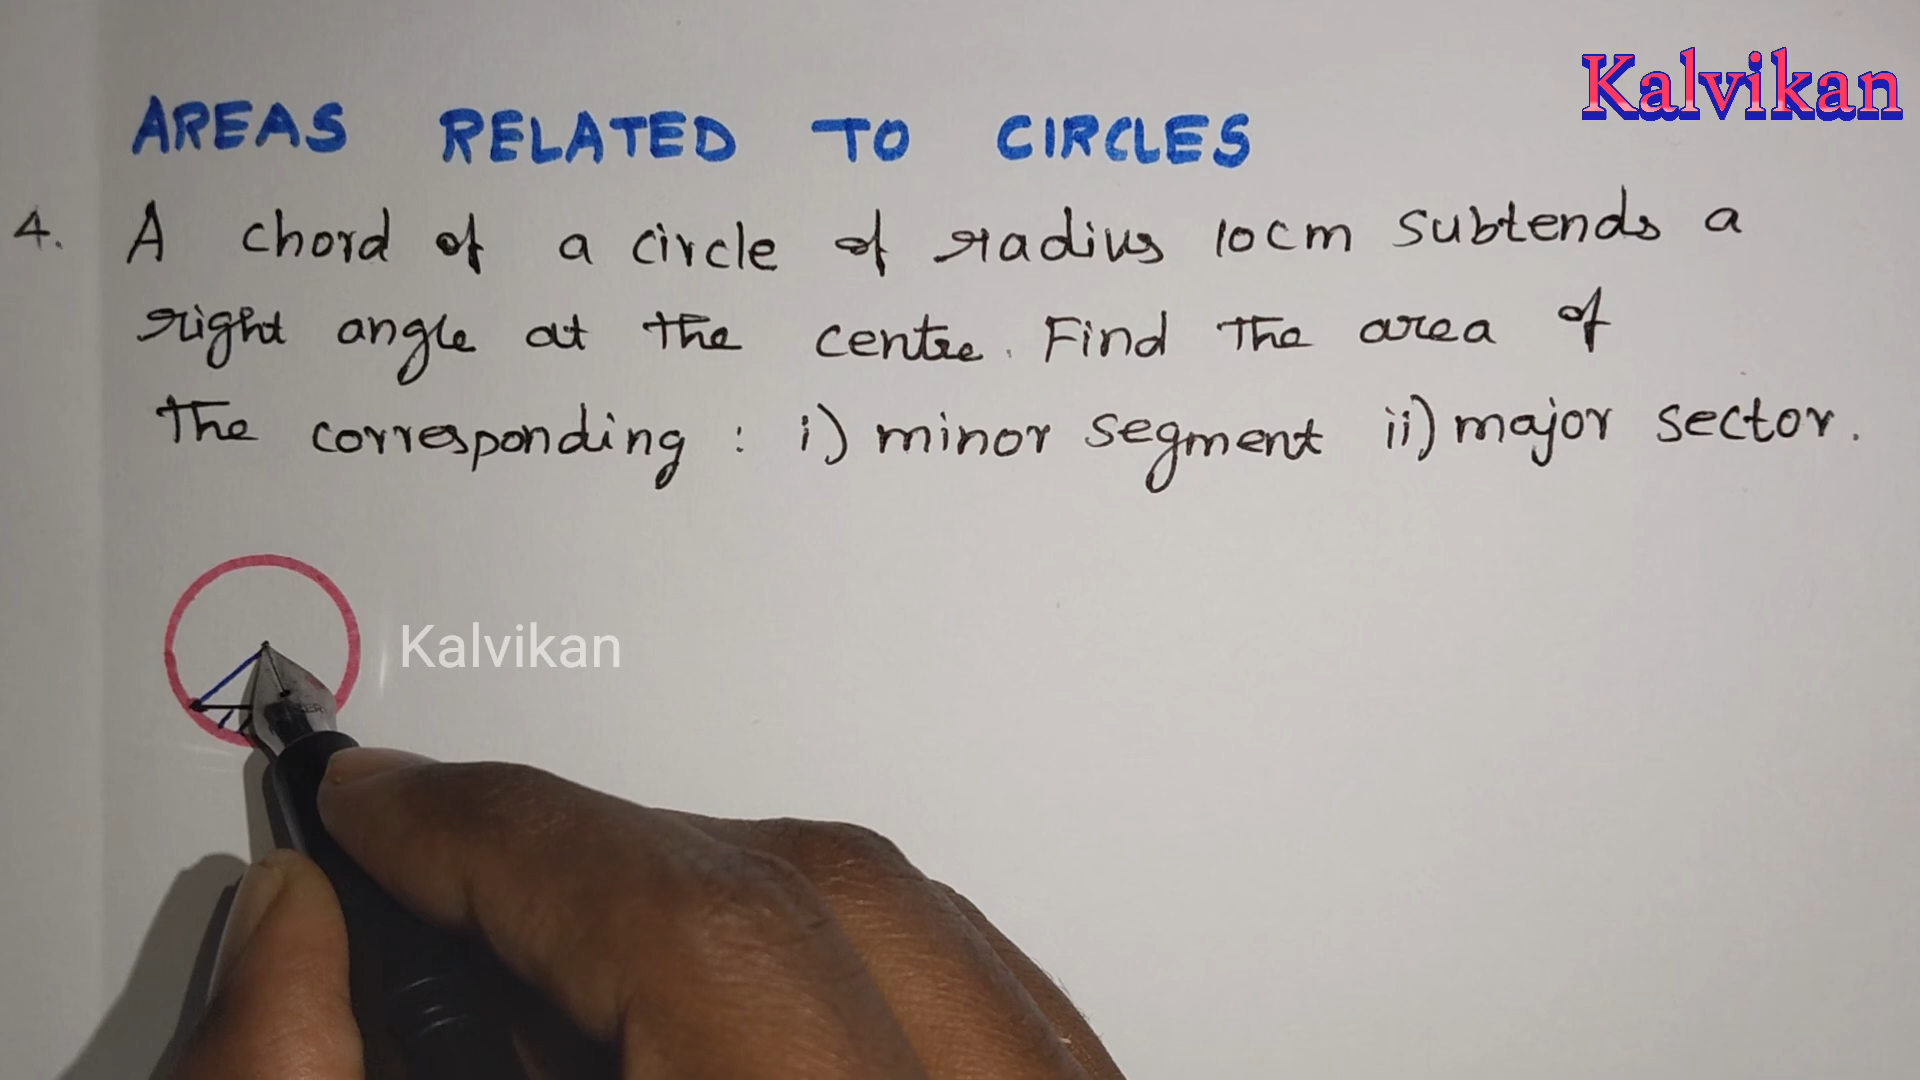 Kalvikan
AREAS RELATED TO CIRCLES
4. A chord of a circle of radius 10cm subtends a
right angle at the centre. Find the area of
the corresponding : i) minor segment ii) major sector.
Kalvikan